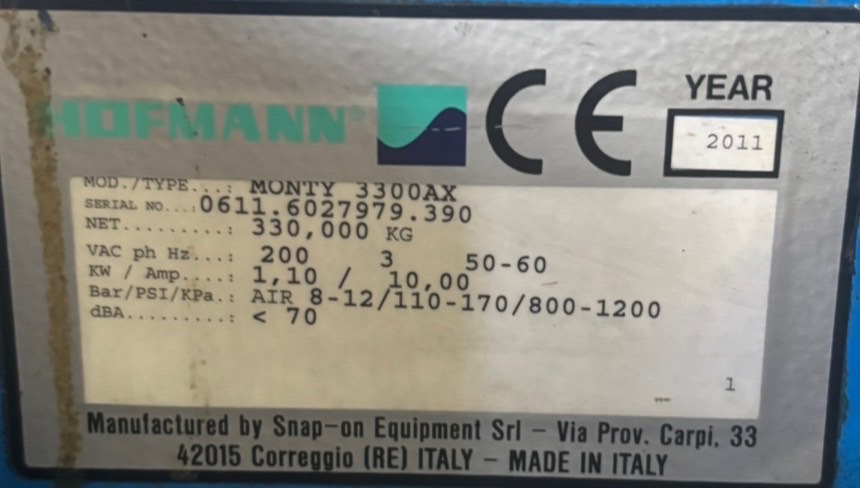 HOFMANN®
CE
YEAR
2011
MOD./TYPE...: MONTY 3300AX
SERIAL NO...:0611.6027979.390
NET.........: 330,000 KG
VAC ph Hz...: 200 3 50-60
KW / Amp....: 1,10 / 10,00
Bar/PSI/KPa.: AIR 8-12/110-170/800-1200
dBA.........: < 70
1
Manufactured by Snap-on Equipment Srl - Via Prov. Carpi, 33
42015 Correggio (RE) ITALY - MADE IN ITALY